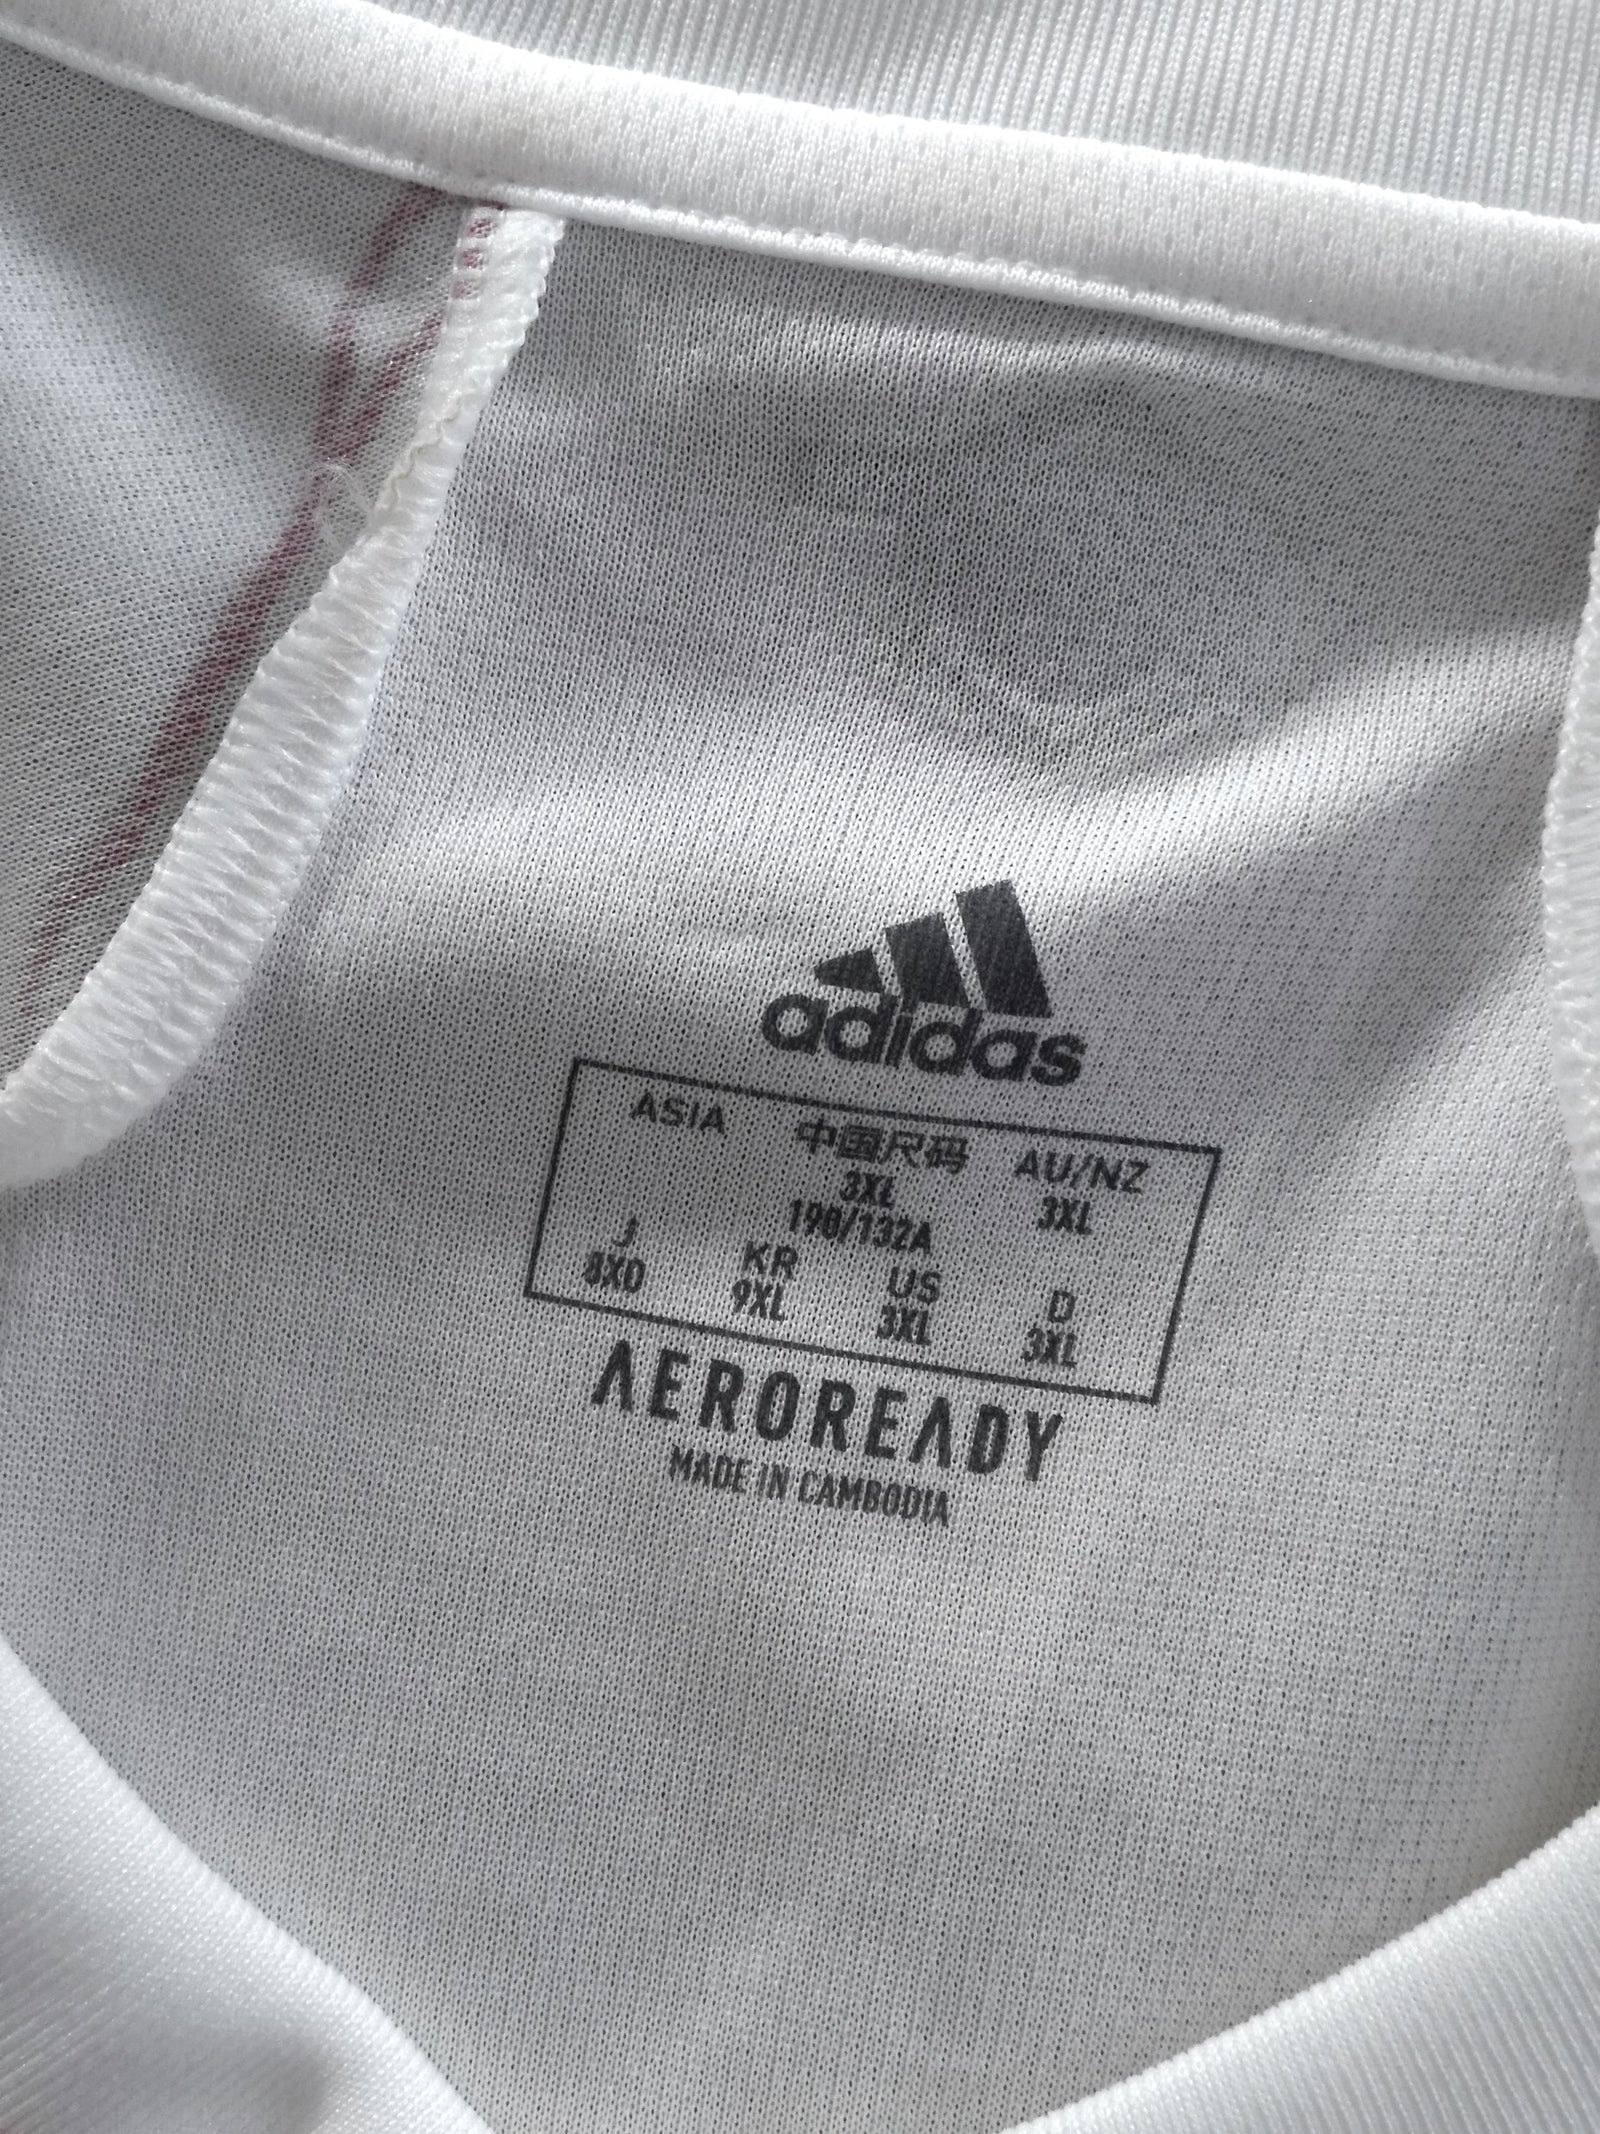 adidas
ASIA 中国尺码 AU/NZ
3XL 3XL
190/132A
J KR US D
8XO 9XL 3XL 3XL
AEROREADY
MADE IN CAMBODIA